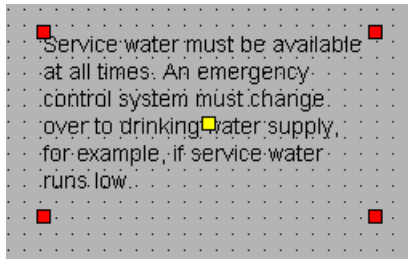 Service water must be available
at all times. An emergency
control system must change
over to drinking water supply,
for example, if service water
runs low.